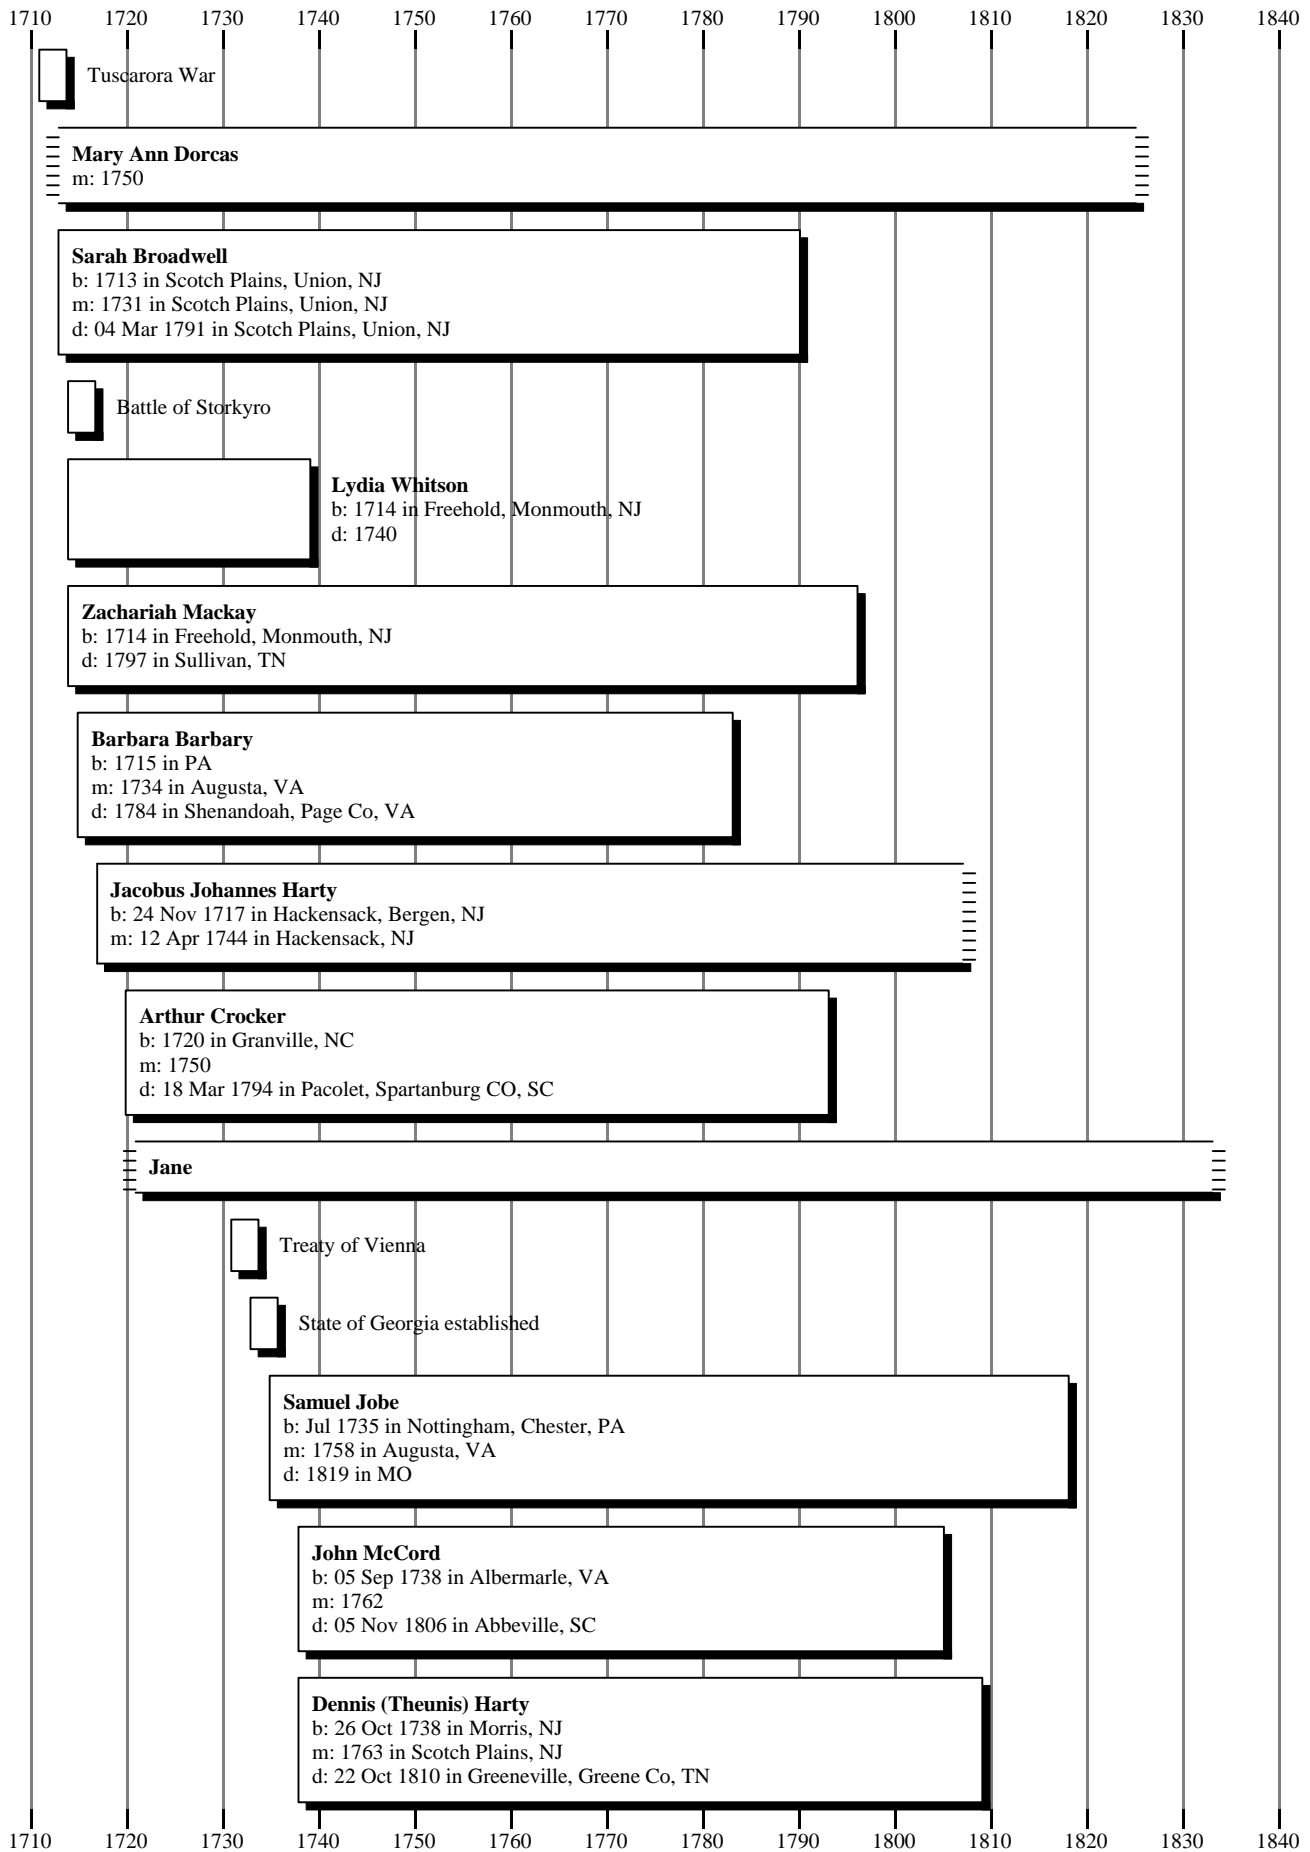 1710 1720 1730 1740 1750 1760 1770 1780 1790 1800 1810 1820 1830 1840
Tuscarora War
Mary Ann Dorcas
m: 1750
Sarah Broadwell
b: 1713 in Scotch Plains, Union, NJ
m: 1731 in Scotch Plains, Union, NJ
d: 04 Mar 1791 in Scotch Plains, Union, NJ
Battle of Storkyro
Lydia Whitson
b: 1714 in Freehold, Monmouth, NJ
d: 1740
Zachariah Mackay
b: 1714 in Freehold, Monmouth, NJ
d: 1797 in Sullivan, TN
Barbara Barbary
b: 1715 in PA
m: 1734 in Augusta, VA
d: 1784 in Shenandoah, Page Co, VA
Jacobus Johannes Harty
b: 24 Nov 1717 in Hackensack, Bergen, NJ
m: 12 Apr 1744 in Hackensack, NJ
Arthur Crocker
b: 1720 in Granville, NC
m: 1750
d: 18 Mar 1794 in Pacolet, Spartanburg CO, SC
Jane
Treaty of Vienna
State of Georgia established
Samuel Jobe
b: Jul 1735 in Nottingham, Chester, PA
m: 1758 in Augusta, VA
d: 1819 in MO
John McCord
b: 05 Sep 1738 in Albermarle, VA
m: 1762
d: 05 Nov 1806 in Abbeville, SC
Dennis (Theunis) Harty
b: 26 Oct 1738 in Morris, NJ
m: 1763 in Scotch Plains, NJ
d: 22 Oct 1810 in Greeneville, Greene Co, TN
1710 1720 1730 1740 1750 1760 1770 1780 1790 1800 1810 1820 1830 1840